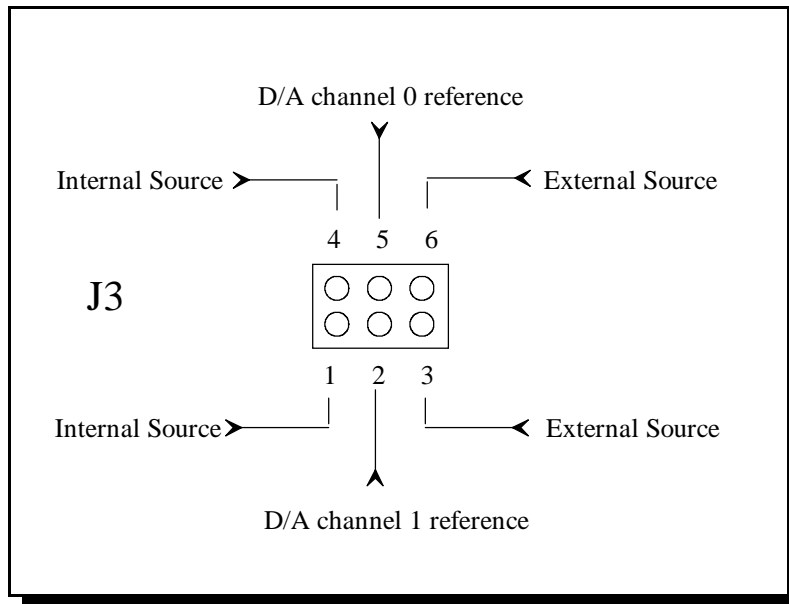 D/A channel 0 reference
Internal Source
External Source
4 5 6
J3
1 2 3
Internal Source
External Source
D/A channel 1 reference